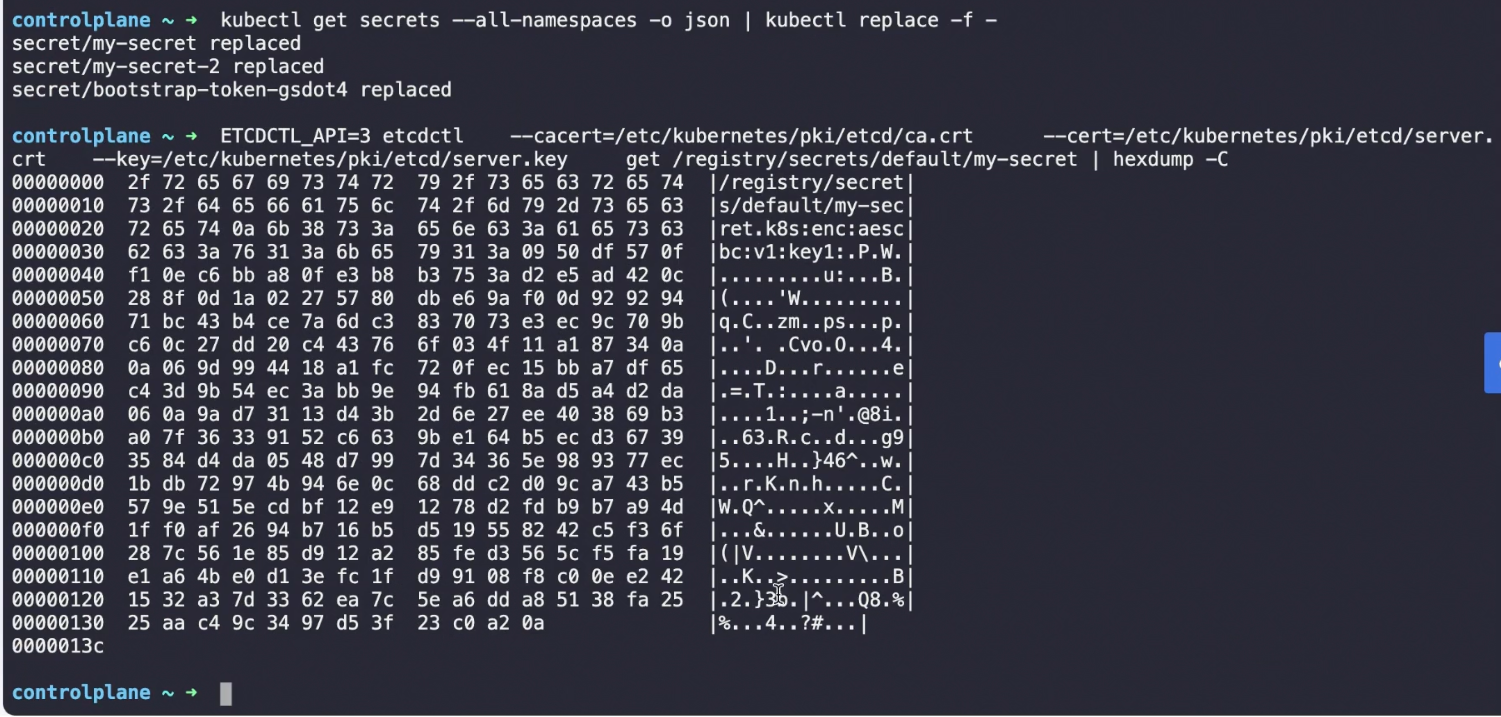 controlplane ~ ➜  kubectl get secrets --all-namespaces -o json | kubectl replace -f -
secret/my-secret replaced
secret/my-secret-2 replaced
secret/bootstrap-token-gsdot4 replaced
controlplane ~ ➜  ETCDCTL_API=3 etcdctl    --cacert=/etc/kubernetes/pki/etcd/ca.crt      --cert=/etc/kubernetes/pki/etcd/server.
crt    --key=/etc/kubernetes/pki/etcd/server.key     get /registry/secrets/default/my-secret | hexdump -C
00000000  2f 72 65 67 69 73 74 72  79 2f 73 65 63 72 65 74  |/registry/secret|
00000010  73 2f 64 65 66 61 75 6c  74 2f 6d 79 2d 73 65 63  |s/default/my-sec|
00000020  72 65 74 0a 6b 38 73 3a  65 6e 63 3a 61 65 73 63  |ret.k8s:enc:aesc|
00000030  62 63 3a 76 31 3a 6b 65  79 31 3a 09 50 df 57 0f  |bc:v1:key1:.P.W.|
00000040  f1 0e c6 bb a8 0f e3 b8  b3 75 3a d2 e5 ad 42 0c  |.........u:...B.|
00000050  28 8f 0d 1a 02 27 57 80  db e6 9a f0 0d 92 92 94  |(....'W.........|
00000060  71 bc 43 b4 ce 7a 6d c3  83 70 73 e3 ec 9c 70 9b  |q.C..zm..ps...p.|
00000070  c6 0c 27 dd 20 c4 43 76  6f 03 4f 11 a1 87 34 0a  |..'. .Cvo.O...4.|
00000080  0a 06 9d 99 44 18 a1 fc  72 0f ec 15 bb a7 df 65  |....D...r......e|
00000090  c4 3d 9b 54 ec 3a bb 9e  94 fb 61 8a d5 a4 d2 da  |.=.T.:....a.....|
000000a0  06 0a 9a d7 31 13 d4 3b  2d 6e 27 ee 40 38 69 b3  |....1..;-n'.@8i.|
000000b0  a0 7f 36 33 91 52 c6 63  9b e1 64 b5 ec d3 67 39  |..63.R.c..d...g9|
000000c0  35 84 d4 da 05 48 d7 99  7d 34 36 5e 98 93 77 ec  |5....H..}46^..w.|
000000d0  1b db 72 97 4b 94 6e 0c  68 dd c2 d0 9c a7 43 b5  |..r.K.n.h.....C.|
000000e0  57 9e 51 5e cd bf 12 e9  12 78 d2 fd b9 b7 a9 4d  |W.Q^.....x.....M|
000000f0  1f f0 af 26 94 b7 16 b5  d5 19 55 82 42 c5 f3 6f  |...&......U.B..o|
00000100  28 7c 56 1e 85 d9 12 a2  85 fe d3 56 5c f5 fa 19  |(|V........V\...|
00000110  e1 a6 4b e0 d1 3e fc 1f  d9 91 08 f8 c0 0e e2 42  |..K..>.........B|
00000120  15 32 a3 7d 33 62 ea 7c  5e a6 dd a8 51 38 fa 25  |.2.}3b.|^...Q8.%|
00000130  25 aa c4 9c 34 97 d5 3f  23 c0 a2 0a              |%...4..?#...|
0000013c
controlplane ~ ➜